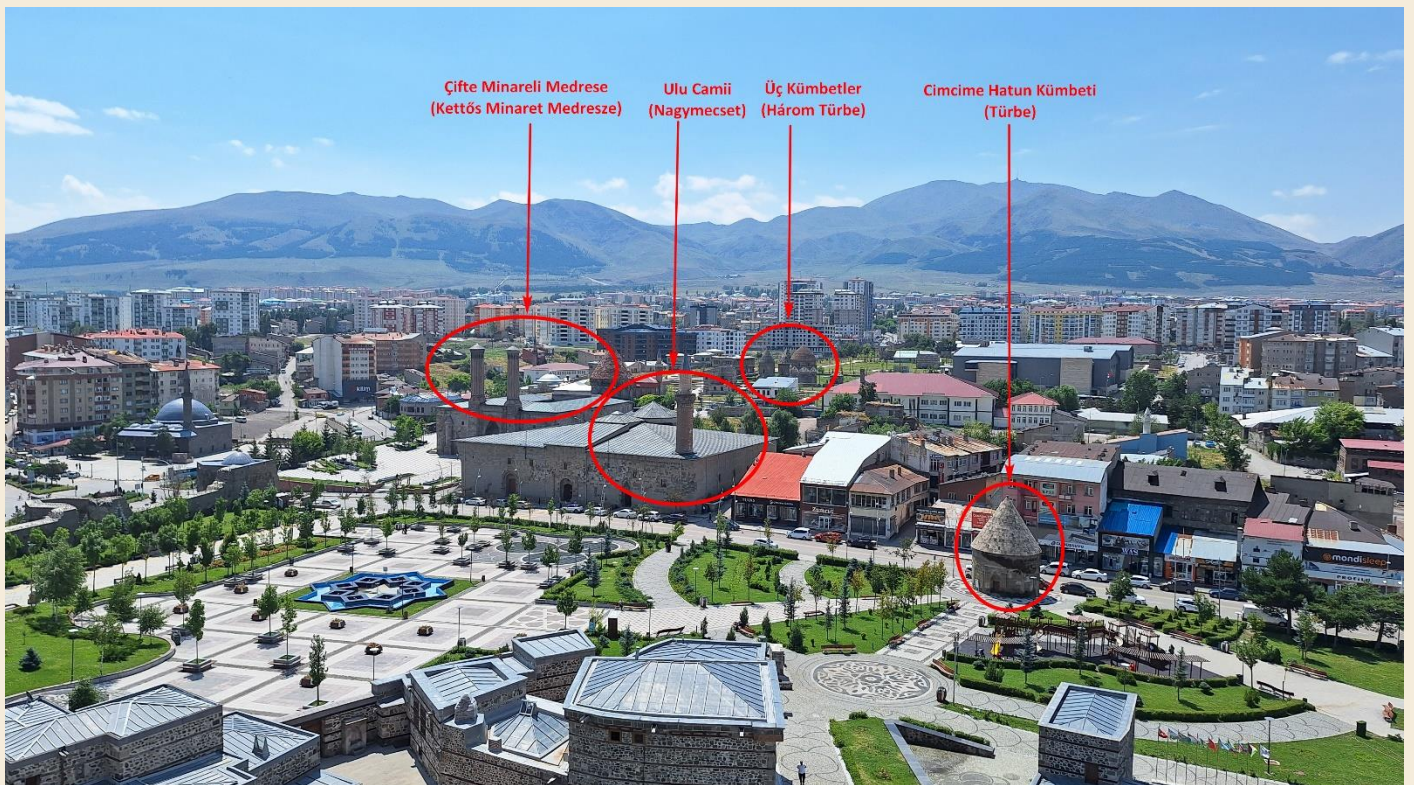 Çifte Minareli Medrese
(Kettős Minaret Medresze)
Ulu Camii
(Nagymecset)
Üç Kümbetler
(Három Türbe)
Cimcime Hatun Kümbeti
(Türbe)
mondisleep